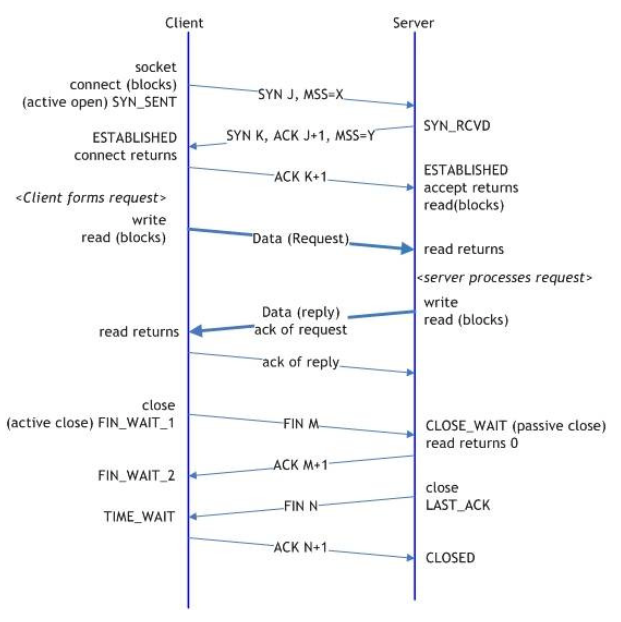 Client
Server
socket
connect (blocks)
(active open) SYN_SENT
SYN J, MSS=X
SYN_RCVD
SYN K, ACK J+1, MSS=Y
ESTABLISHED
connect returns
ACK K+1
ESTABLISHED
accept returns
read(blocks)
<Client forms request>
write
read (blocks)
Data (Request)
read returns
<server processes request>
write
read (blocks)
Data (reply)
ack of request
read returns
ack of reply
close
(active close) FIN_WAIT_1
FIN M
CLOSE_WAIT (passive close)
read returns 0
ACK M+1
FIN_WAIT_2
close
LAST_ACK
FIN N
TIME_WAIT
ACK N+1
CLOSED